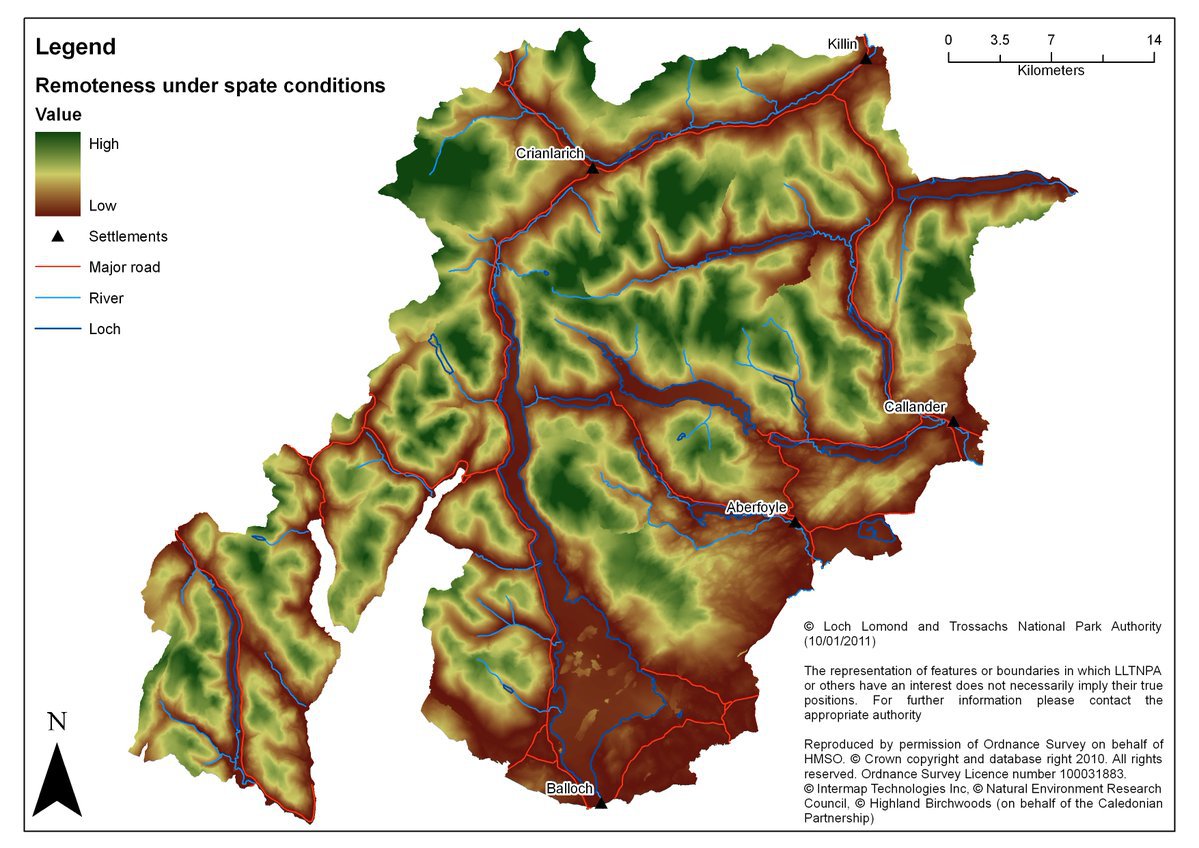 Legend
Remoteness under spate conditions
Value
High
Low
Settlements
Major road
River
Loch
0 3.5 7 14
Kilometers
Killin
Crianlarich
Callander
Aberfoyle
Balloch
N
© Loch Lomond and Trossachs National Park Authority
(10/01/2011)
The representation of features or boundaries in which LLTNPA
or others have an interest does not necessarily imply their true
positions. For further information please contact the
appropriate authority
Reproduced by permission of Ordnance Survey on behalf of
HMSO. © Crown copyright and database right 2010. All rights
reserved. Ordnance Survey Licence number 100031883.
© Intermap Technologies Inc, © Natural Environment Research
Council, © Highland Birchwoods (on behalf of the Caledonian
Partnership)